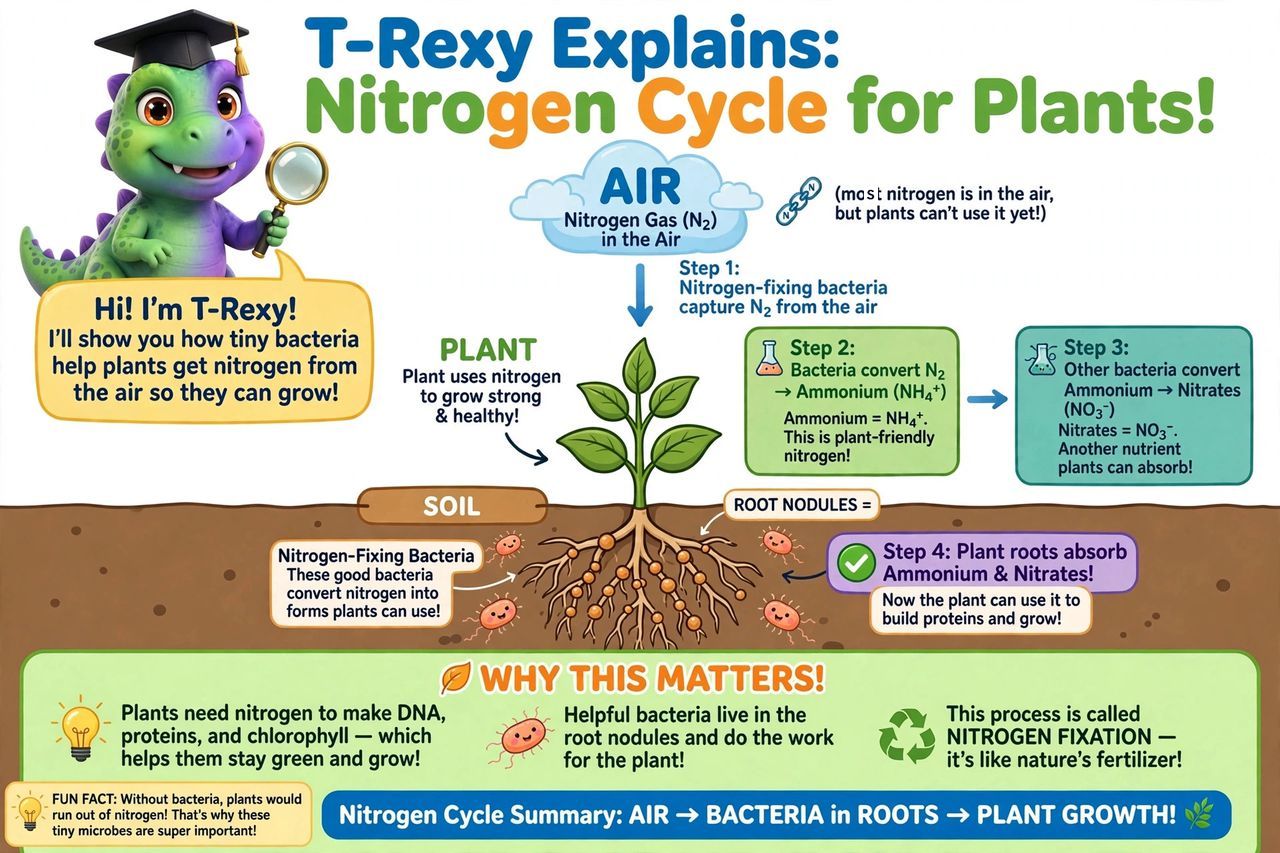 T-Rexy Explains:
Nitrogen Cycle for Plants!
Hi! I'm T-Rexy!
I'll show you how tiny bacteria
help plants get nitrogen from
the air so they can grow!
AIR
Nitrogen Gas (N₂)
in the Air
N
N
(most nitrogen is in the air,
but plants can't use it yet!)
Step 1:
Nitrogen-fixing bacteria
capture N₂ from the air
PLANT
Plant uses nitrogen
to grow strong
& healthy!
Step 2:
Bacteria convert N₂
→ Ammonium (NH₄⁺)
Ammonium = NH₄⁺.
This is plant-friendly
nitrogen!
Step 3:
Other bacteria convert
Ammonium → Nitrates
(NO₃⁻)
Nitrates = NO₃⁻.
Another nutrient
plants can absorb!
SOIL
ROOT NODULES =
Nitrogen-Fixing Bacteria
These good bacteria
convert nitrogen into
forms plants can use!
Step 4: Plant roots absorb
Ammonium & Nitrates!
Now the plant can use it to
build proteins and grow!
WHY THIS MATTERS!
Plants need nitrogen to make DNA,
proteins, and chlorophyll — which
helps them stay green and grow!
Helpful bacteria live in the
root nodules and do the work
for the plant!
This process is called
NITROGEN FIXATION —
it's like nature's fertilizer!
FUN FACT: Without bacteria, plants would
run out of nitrogen! That's why these
tiny microbes are super important!
Nitrogen Cycle Summary: AIR → BACTERIA in ROOTS → PLANT GROWTH!